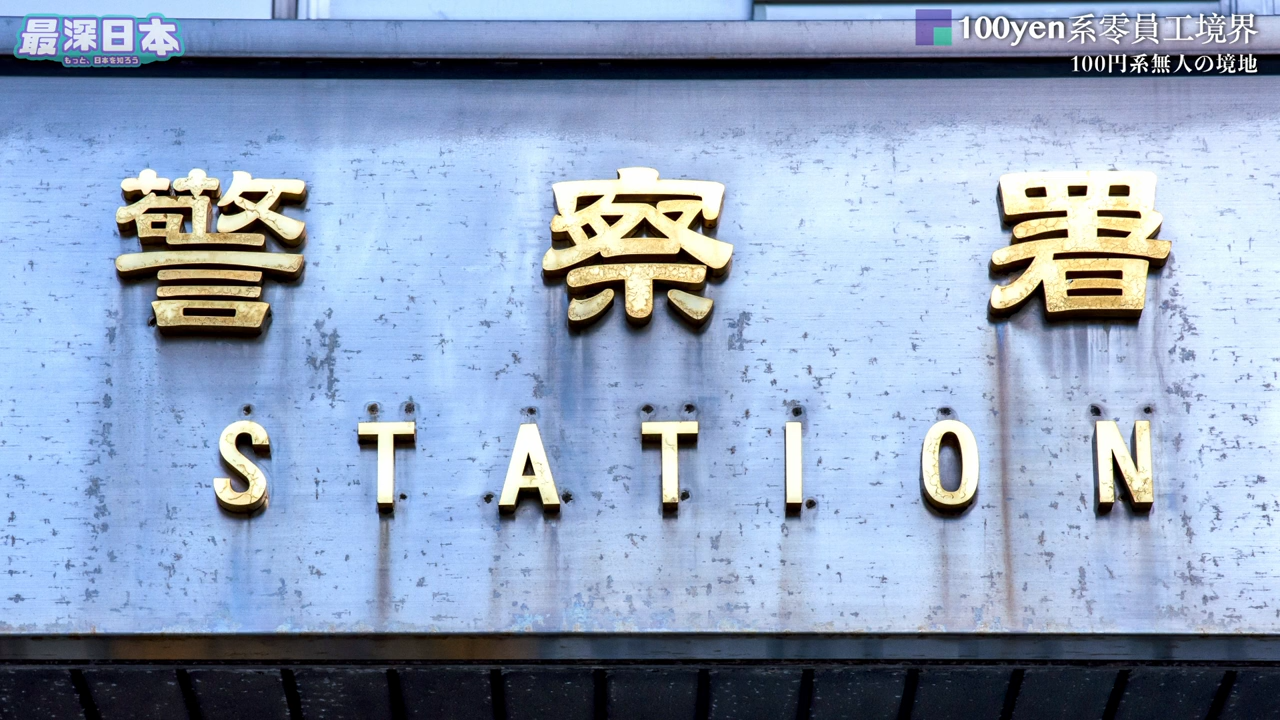 最深日本
もっと、日本を知ろう
100yen系零員工境界
100円系無人の境地
警察署
STATION